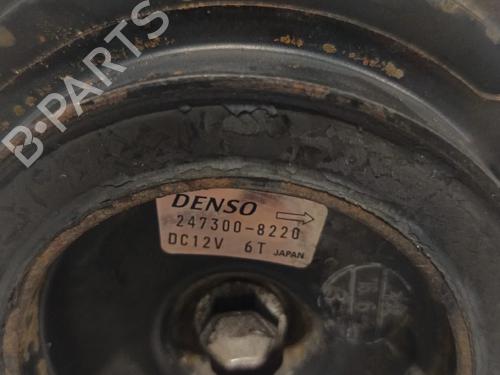 B-PARTS
DENSO
247300-8220
DC12V 6T JAPAN